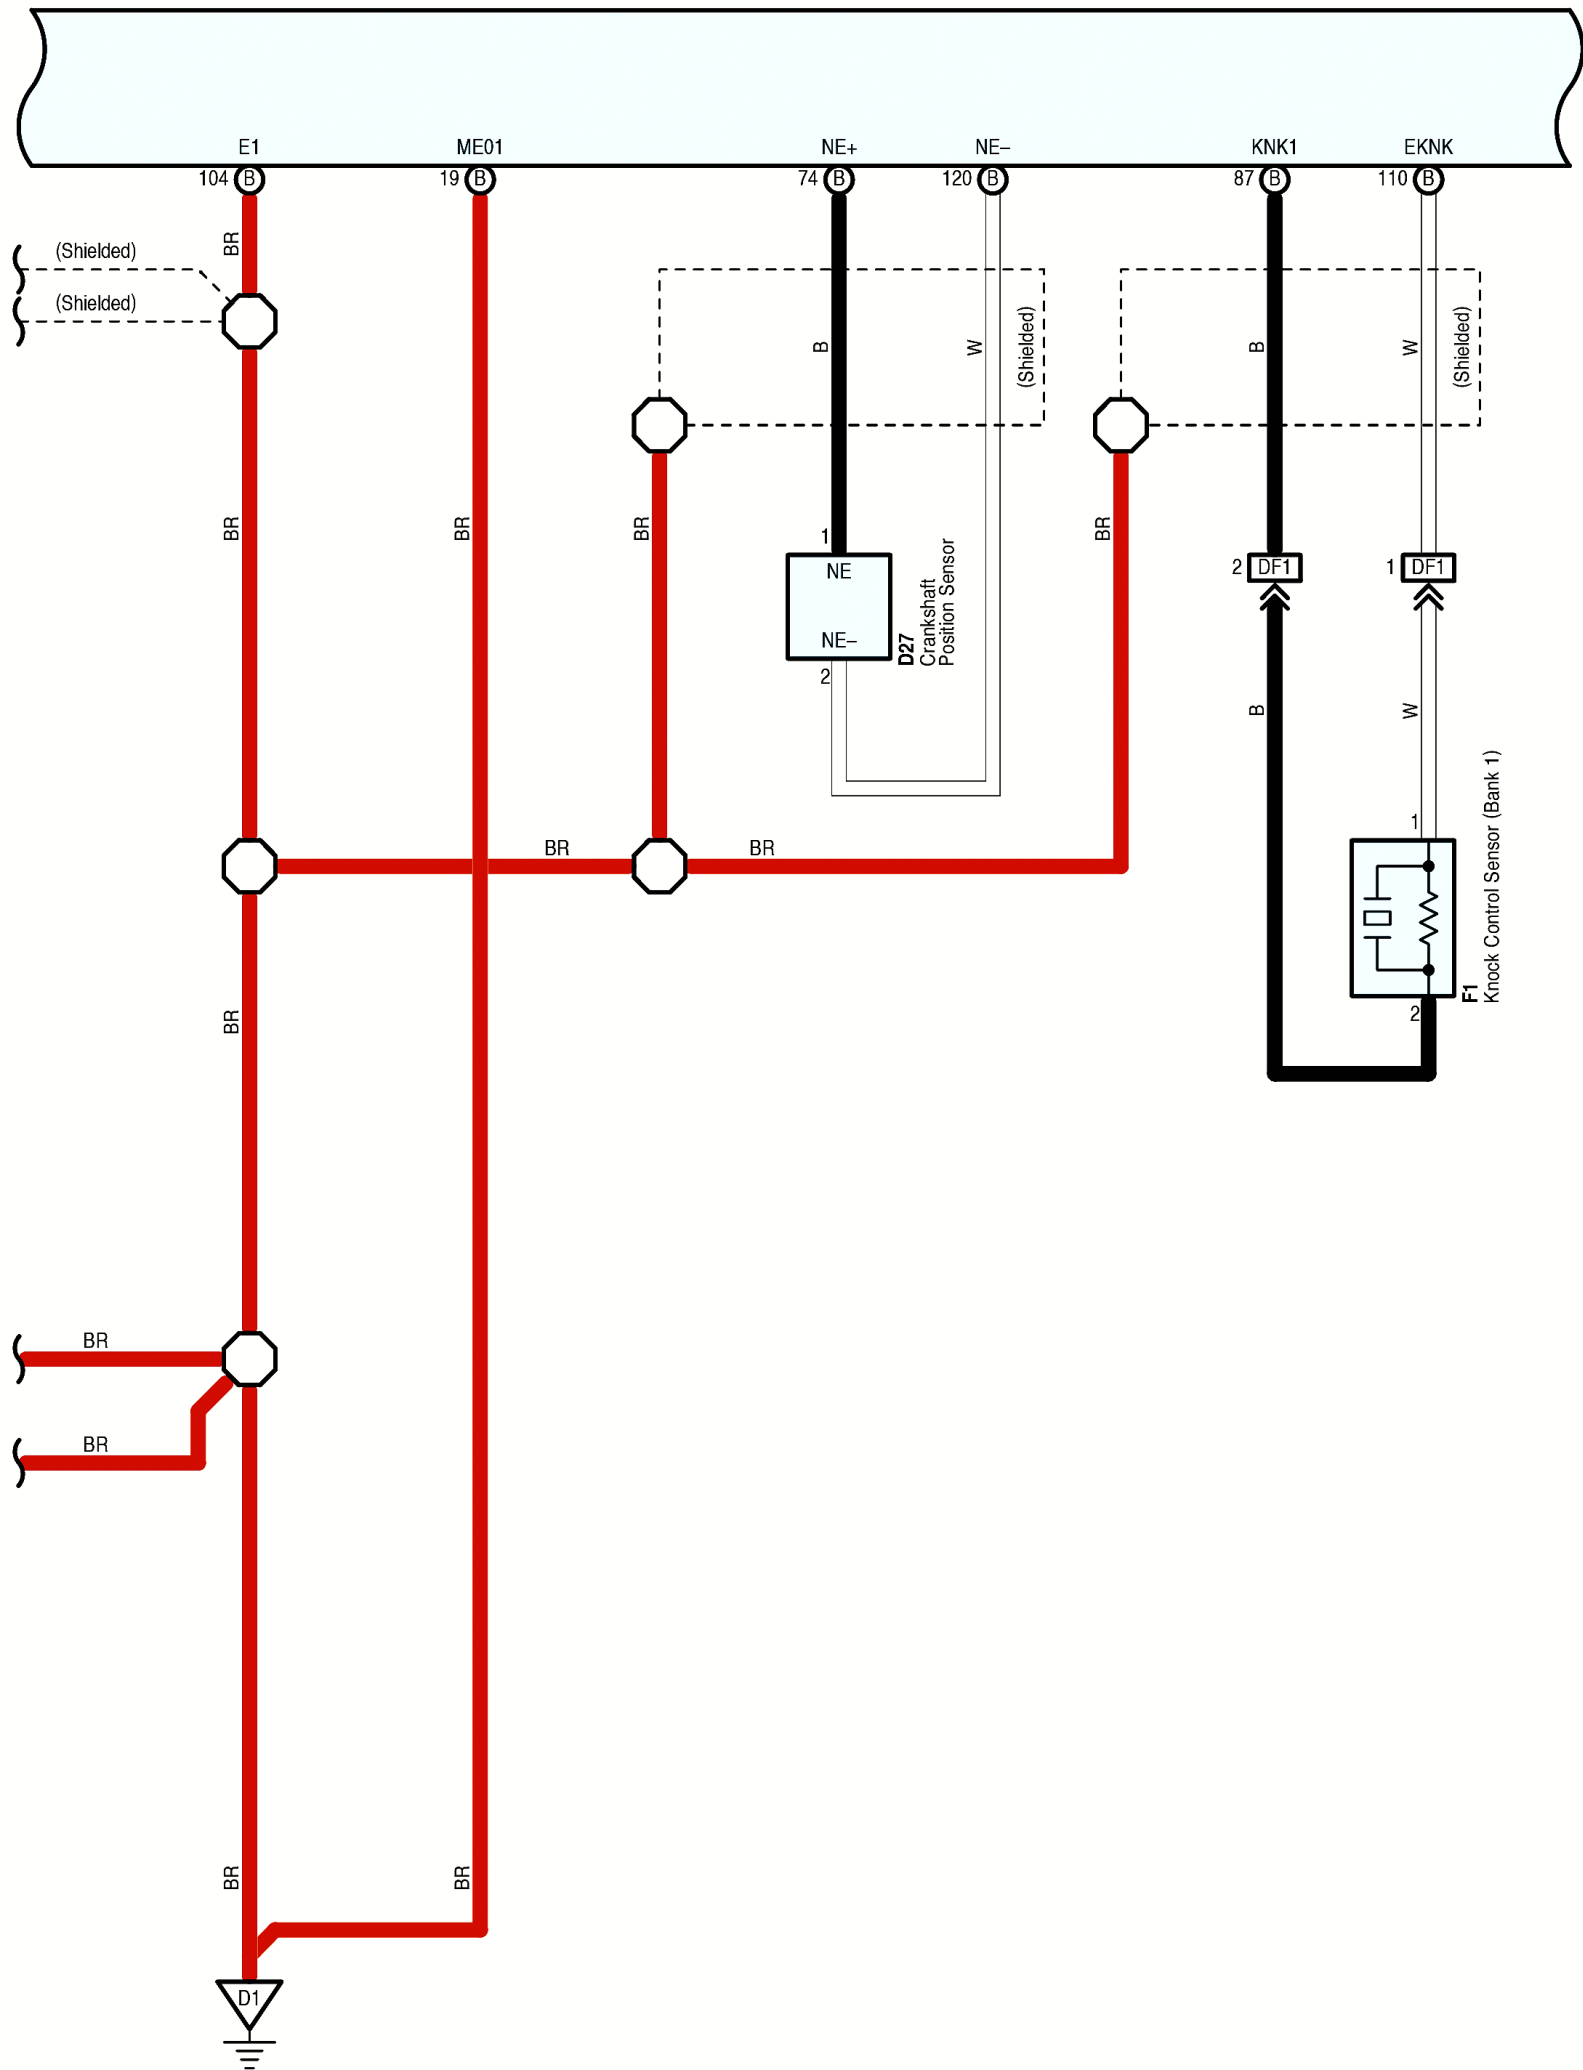 E1 ME01 NE+ NE– KNK1 EKNK
104 B 19 B 74 B 120 B 87 B 110 B
BR
(Shielded)
(Shielded)
B W (Shielded) B W (Shielded)
BR BR BR BR
1
NE
NE–
2
D27
Crankshaft
Position Sensor
2 DF1 1 DF1
B W
1
2
F1
Knock Control Sensor (Bank 1)
BR BR
BR
BR
BR
BR BR
D1